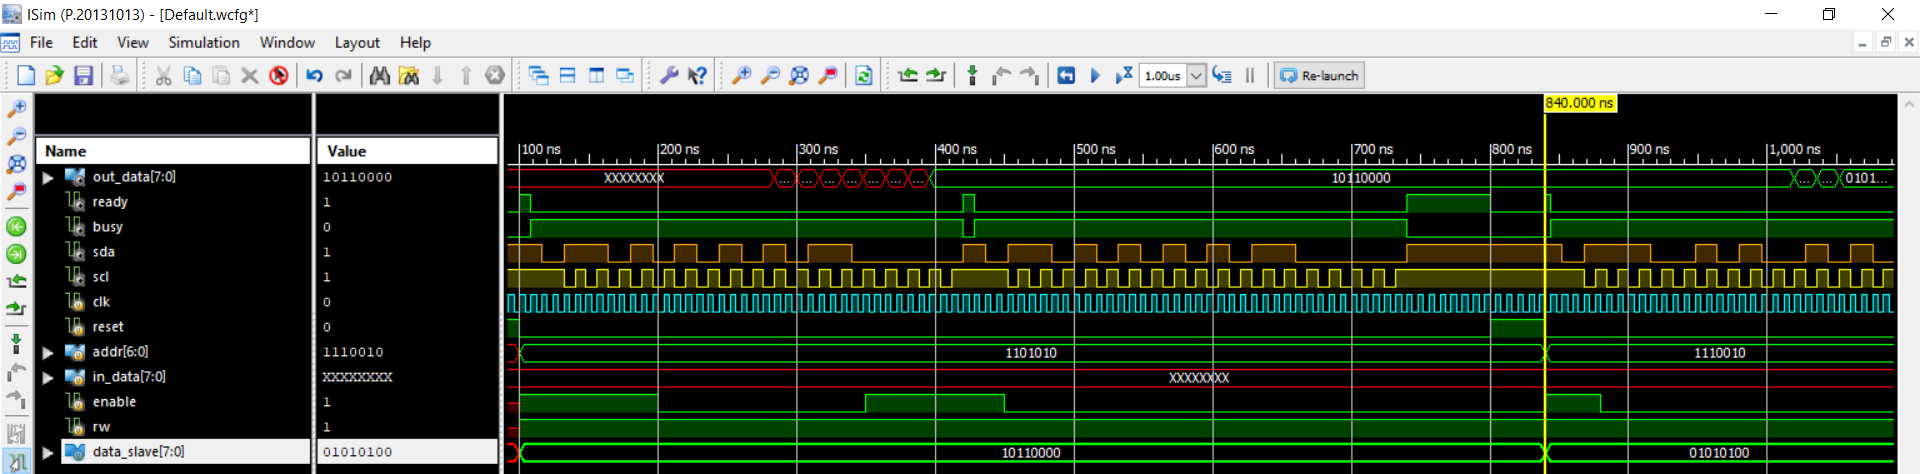 ISim (P.20131013) - [Default.wcfg*]
File Edit View Simulation Window Layout Help
1.00us Re-launch
840.000 ns
Name Value 100 ns 200 ns 300 ns 400 ns 500 ns 600 ns 700 ns 800 ns 900 ns 1,000 ns
out_data[7:0] 10110000 XXXXXXXX ... ... ... ... ... ... ... 10110000 ... ... 0101...
ready 1
busy 0
sda 1
scl 1
clk 0
reset 0
addr[6:0] 1110010 1101010 1110010
in_data[7:0] XXXXXXXX XXXXXXXX
enable 1
rw 1
data_slave[7:0] 01010100 10110000 01010100